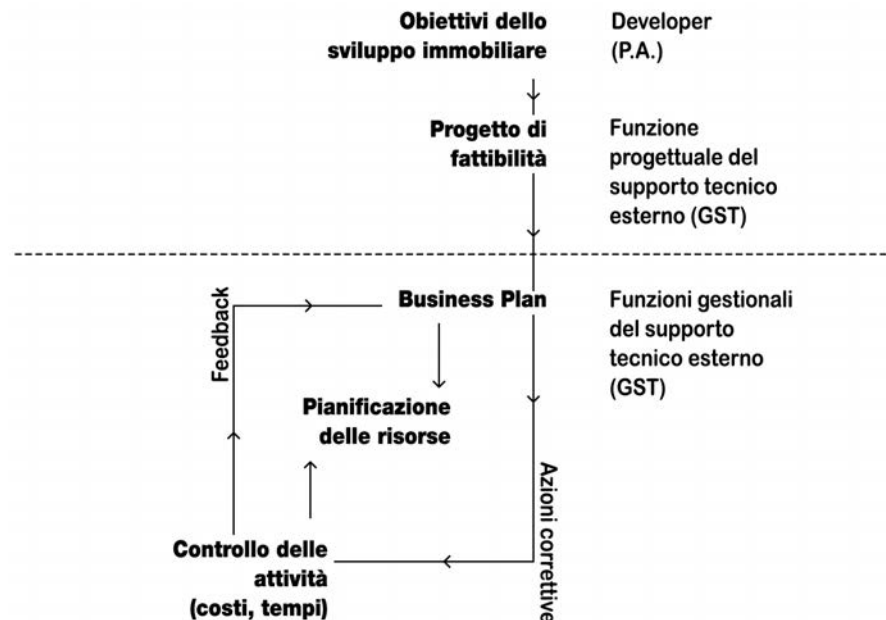 Obiettivi dello
sviluppo immobiliare
Developer
(P.A.)
Progetto di
fattibilità
Funzione
progettuale del
supporto tecnico
esterno (GST)
Business Plan
Funzioni gestionali
del supporto
tecnico esterno
(GST)
Feedback
Pianificazione
delle risorse
Azioni correttive
Controllo delle
attività
(costi, tempi)